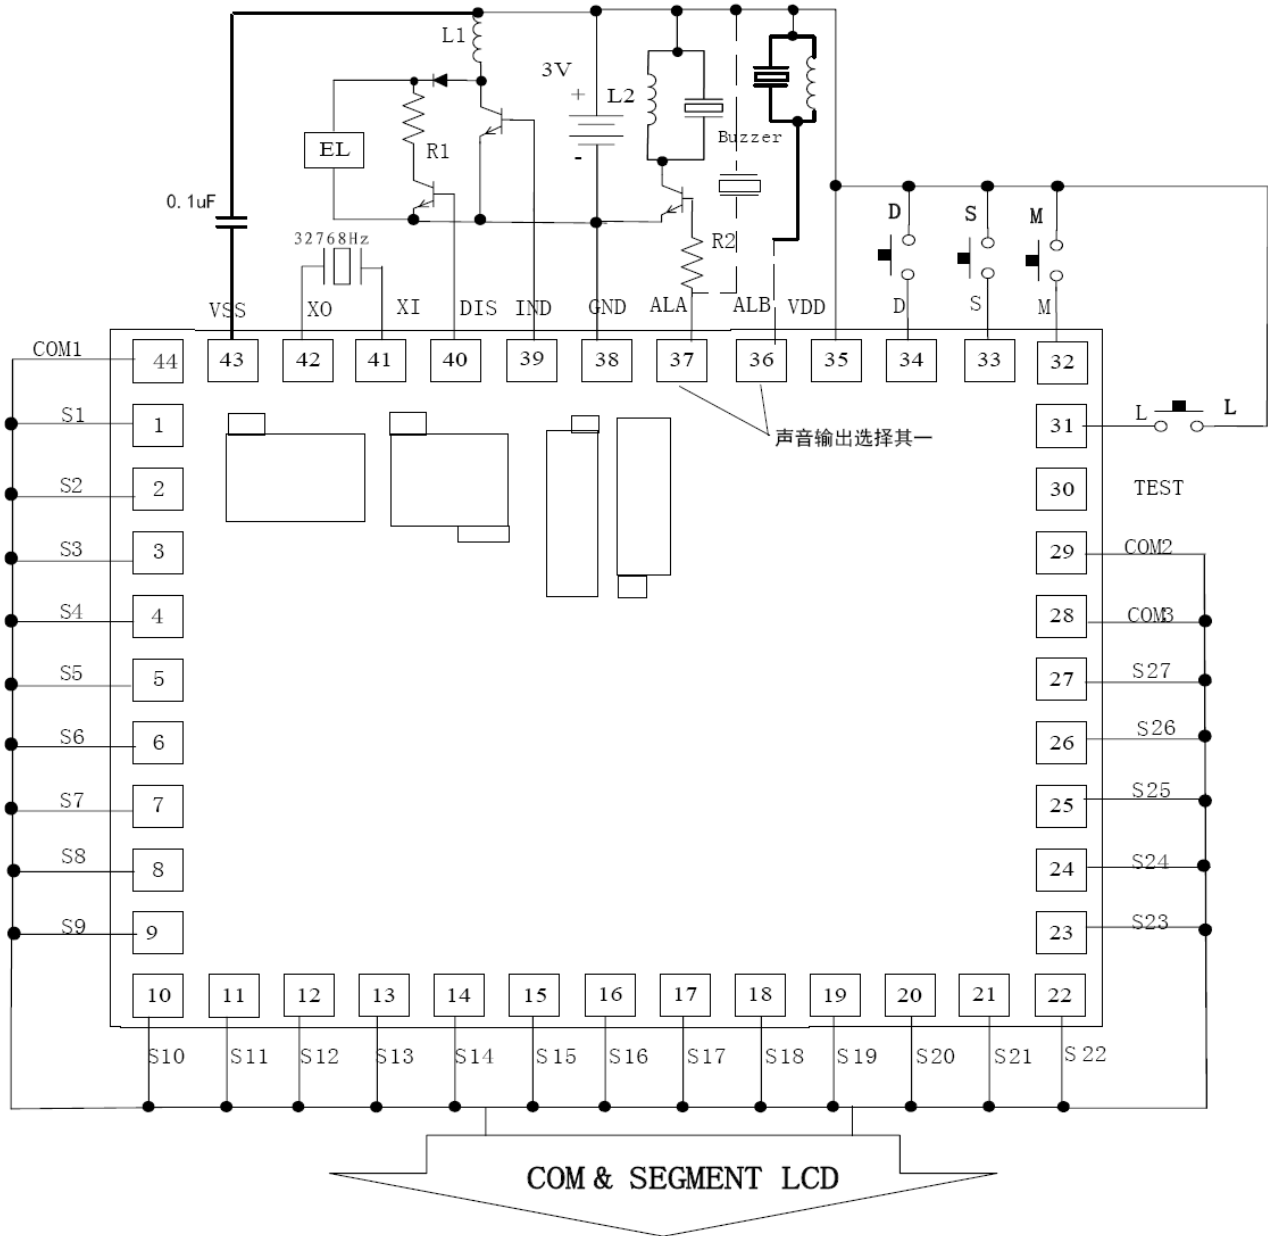 L1
3V
+
L2
-
EL
R1
Buzzer
0.1uF
32768Hz
R2
D
S
M
VSS
XO
XI
DIS
IND
GND
ALA
ALB
VDD
D
S
M
COM1
44
43
42
41
40
39
38
37
36
35
34
33
32
S1
1
声音输出选择其一
31
L
L
S2
2
30
TEST
S3
3
29
COM2
S4
4
28
COM3
S5
5
27
S27
S6
6
26
S26
S7
7
25
S25
S8
8
24
S24
S9
9
23
S23
10
11
12
13
14
15
16
17
18
19
20
21
22
S10
S11
S12
S13
S14
S15
S16
S17
S18
S19
S20
S21
S 22
COM & SEGMENT LCD